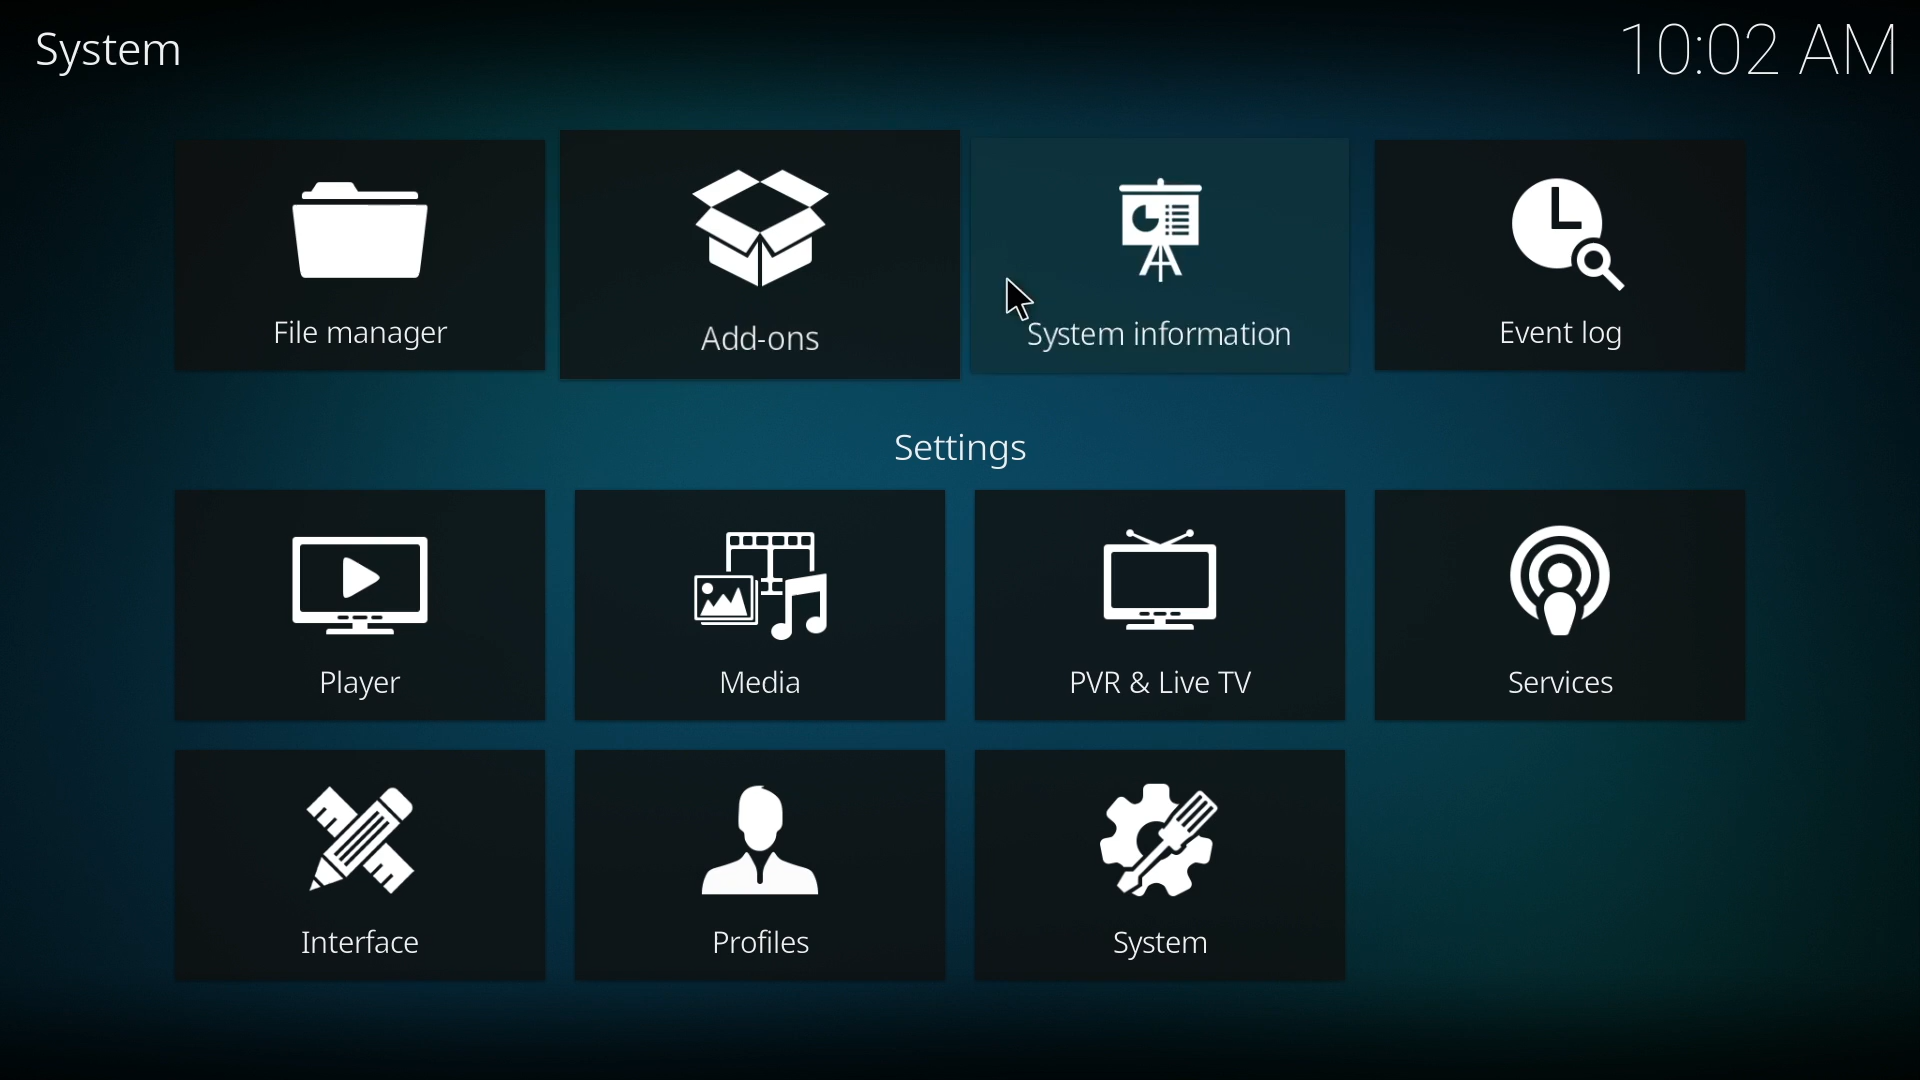 System
10:02 AM
File manager
Add-ons
System information
Event log
Settings
Player
Media
PVR & Live TV
Services
Interface
Profiles
System